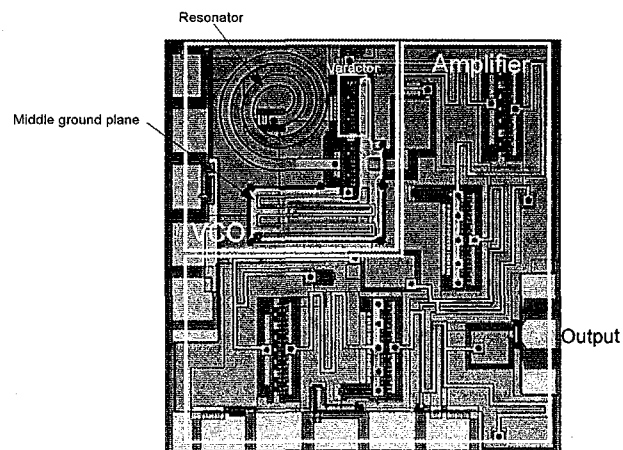 Resonator
Varactor
Amplifier
Middle ground plane
VCO
Output